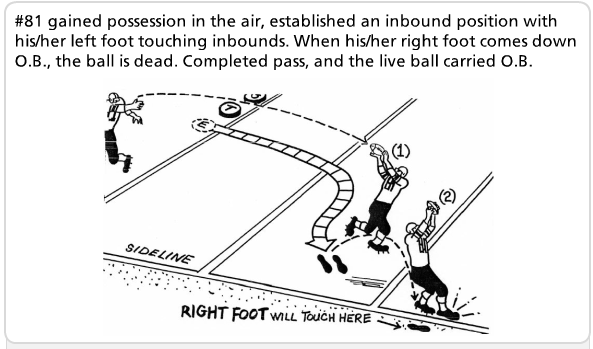 #81 gained possession in the air, established an inbound position with
his/her left foot touching inbounds. When his/her right foot comes down
O.B., the ball is dead. Completed pass, and the live ball carried O.B.
T G
E
(1)
(2)
SIDELINE
RIGHT FOOT WILL TOUCH HERE